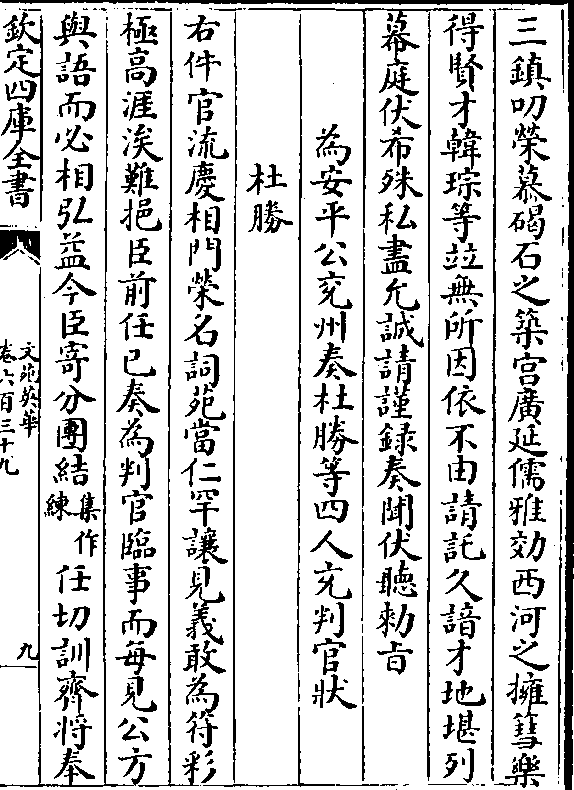 三鎮叨榮慕碣石之築宫廣延儒雅効西河之擁篲樂
得賢才韓琮等竝無所因依不由請託久諳才地堪列
幕庭伏希殊私盡允誠請謹録奏聞伏聽勅㫖
為安平公兖州奏杜勝等四人充判官狀
杜勝
右件官流慶相門榮名詞苑當仁罕讓見義敢為符彩
極高涯涘難挹臣前任已奏為判官臨事而每見公方
與語而必相弘益今臣寄分團結集作練任切訓齊將奉
欽定四庫全書
文苑英華
卷六百三十九
九